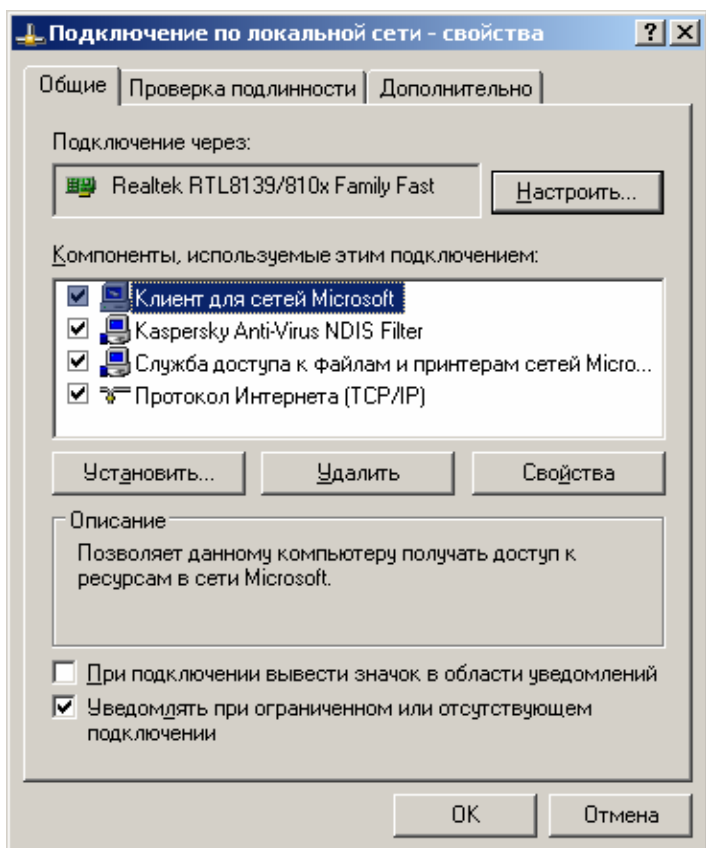 Подключение по локальной сети - свойства
Общие Проверка подлинности Дополнительно
Подключение через:
Realtek RTL8139/810x Family Fast Настроить...
Компоненты, используемые этим подключением:
Клиент для сетей Microsoft
Kaspersky Anti-Virus NDIS Filter
Служба доступа к файлам и принтерам сетей Micro...
Протокол Интернета (TCP/IP)
Установить... Удалить Свойства
Описание
Позволяет данному компьютеру получать доступ к
ресурсам в сети Microsoft.
При подключении вывести значок в области уведомлений
Уведомлять при ограниченном или отсутствующем
подключении
OK Отмена